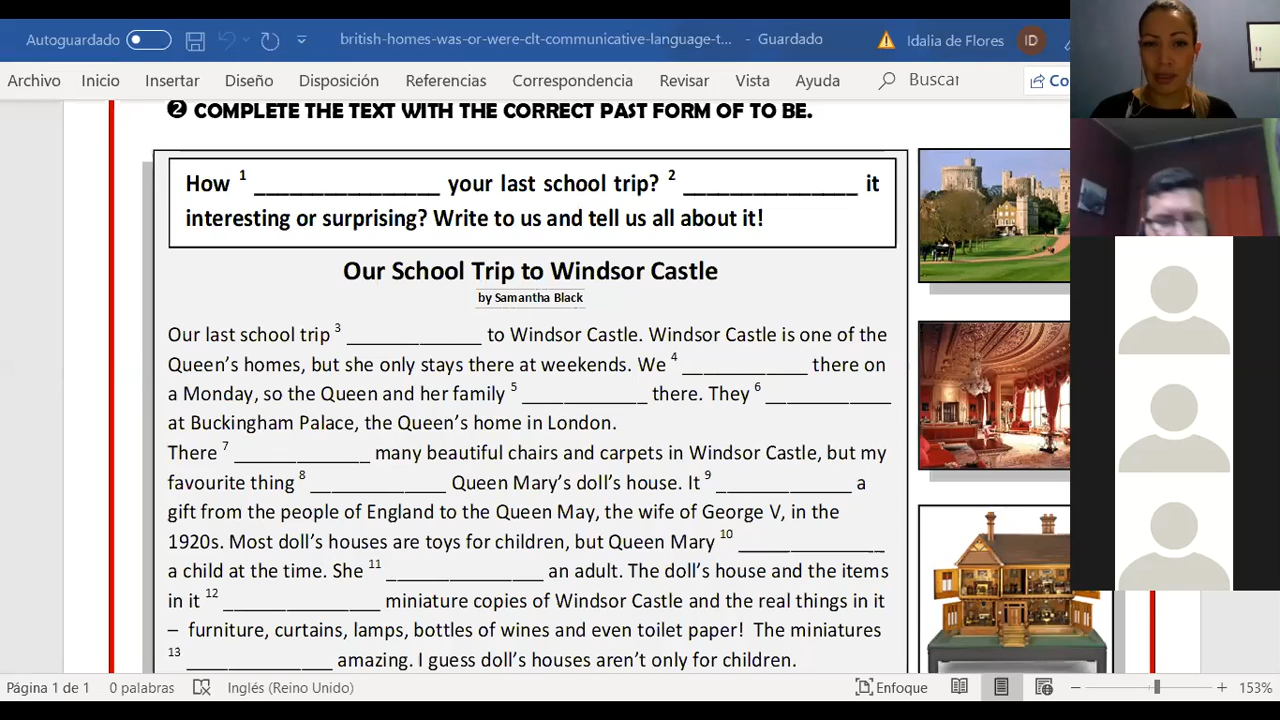 Autoguardado british-homes-was-or-were-clt-communicative-language-t... - Guardado Idalia de Flores ID
Archivo Inicio Insertar Diseño Disposición Referencias Correspondencia Revisar Vista Ayuda Buscar Co
❷ COMPLETE THE TEXT WITH THE CORRECT PAST FORM OF TO BE.
How 1 ________________ your last school trip? 2 _______________ it
interesting or surprising? Write to us and tell us all about it!
Our School Trip to Windsor Castle
by Samantha Black
Our last school trip 3 _____________ to Windsor Castle. Windsor Castle is one of the
Queen's homes, but she only stays there at weekends. We 4 ____________ there on
a Monday, so the Queen and her family 5 ____________ there. They 6 ____________
at Buckingham Palace, the Queen's home in London.
There 7 _____________ many beautiful chairs and carpets in Windsor Castle, but my
favourite thing 8 _____________ Queen Mary's doll's house. It 9 _____________ a
gift from the people of England to the Queen May, the wife of George V, in the
1920s. Most doll's houses are toys for children, but Queen Mary 10 ______________
a child at the time. She 11 _______________ an adult. The doll's house and the items
in it 12 _______________ miniature copies of Windsor Castle and the real things in it
– furniture, curtains, lamps, bottles of wines and even toilet paper! The miniatures
13 ______________ amazing. I guess doll's houses aren't only for children.
Página 1 de 1 0 palabras Inglés (Reino Unido) Enfoque 153%